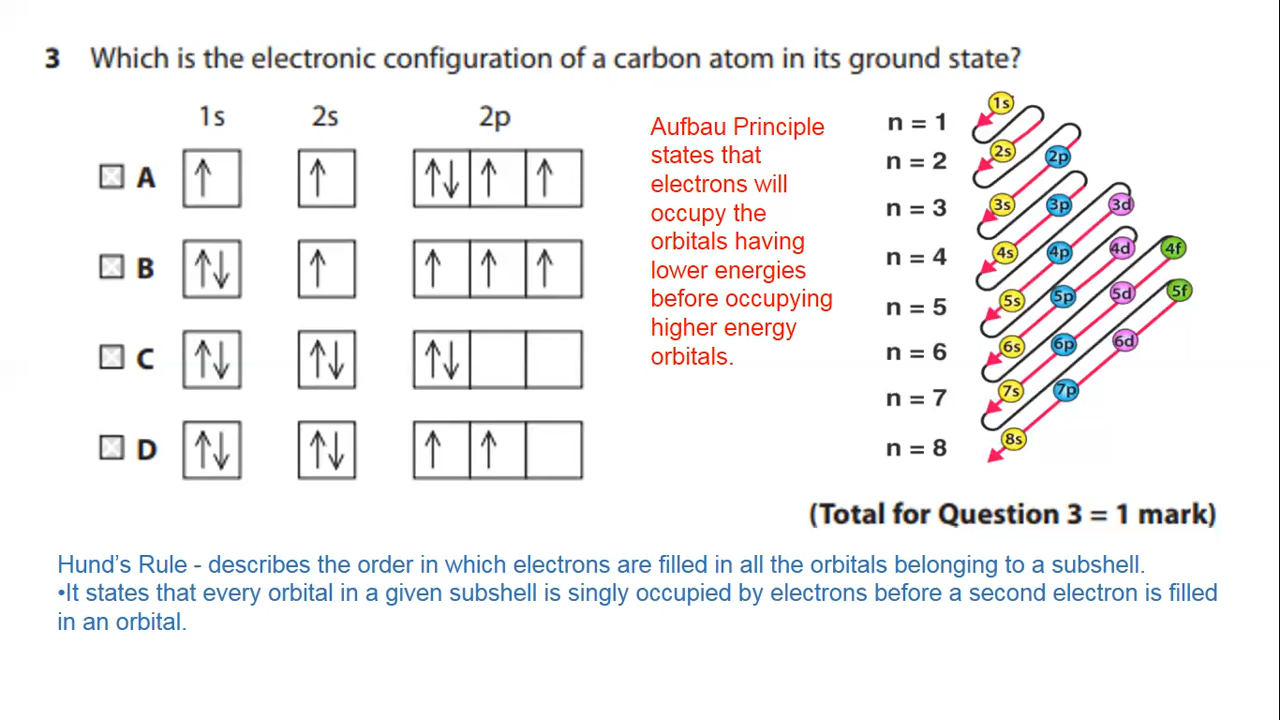 3 Which is the electronic configuration of a carbon atom in its ground state?
1s 2s 2p
A
B
C
D
Aufbau Principle
states that
electrons will
occupy the
orbitals having
lower energies
before occupying
higher energy
orbitals.
n = 1
n = 2
n = 3
n = 4
n = 5
n = 6
n = 7
n = 8
1s
2s 2p
3s 3p 3d
4s 4p 4d 4f
5s 5p 5d 5f
6s 6p 6d
7s 7p
8s
(Total for Question 3 = 1 mark)
Hund's Rule - describes the order in which electrons are filled in all the orbitals belonging to a subshell.
•It states that every orbital in a given subshell is singly occupied by electrons before a second electron is filled
in an orbital.